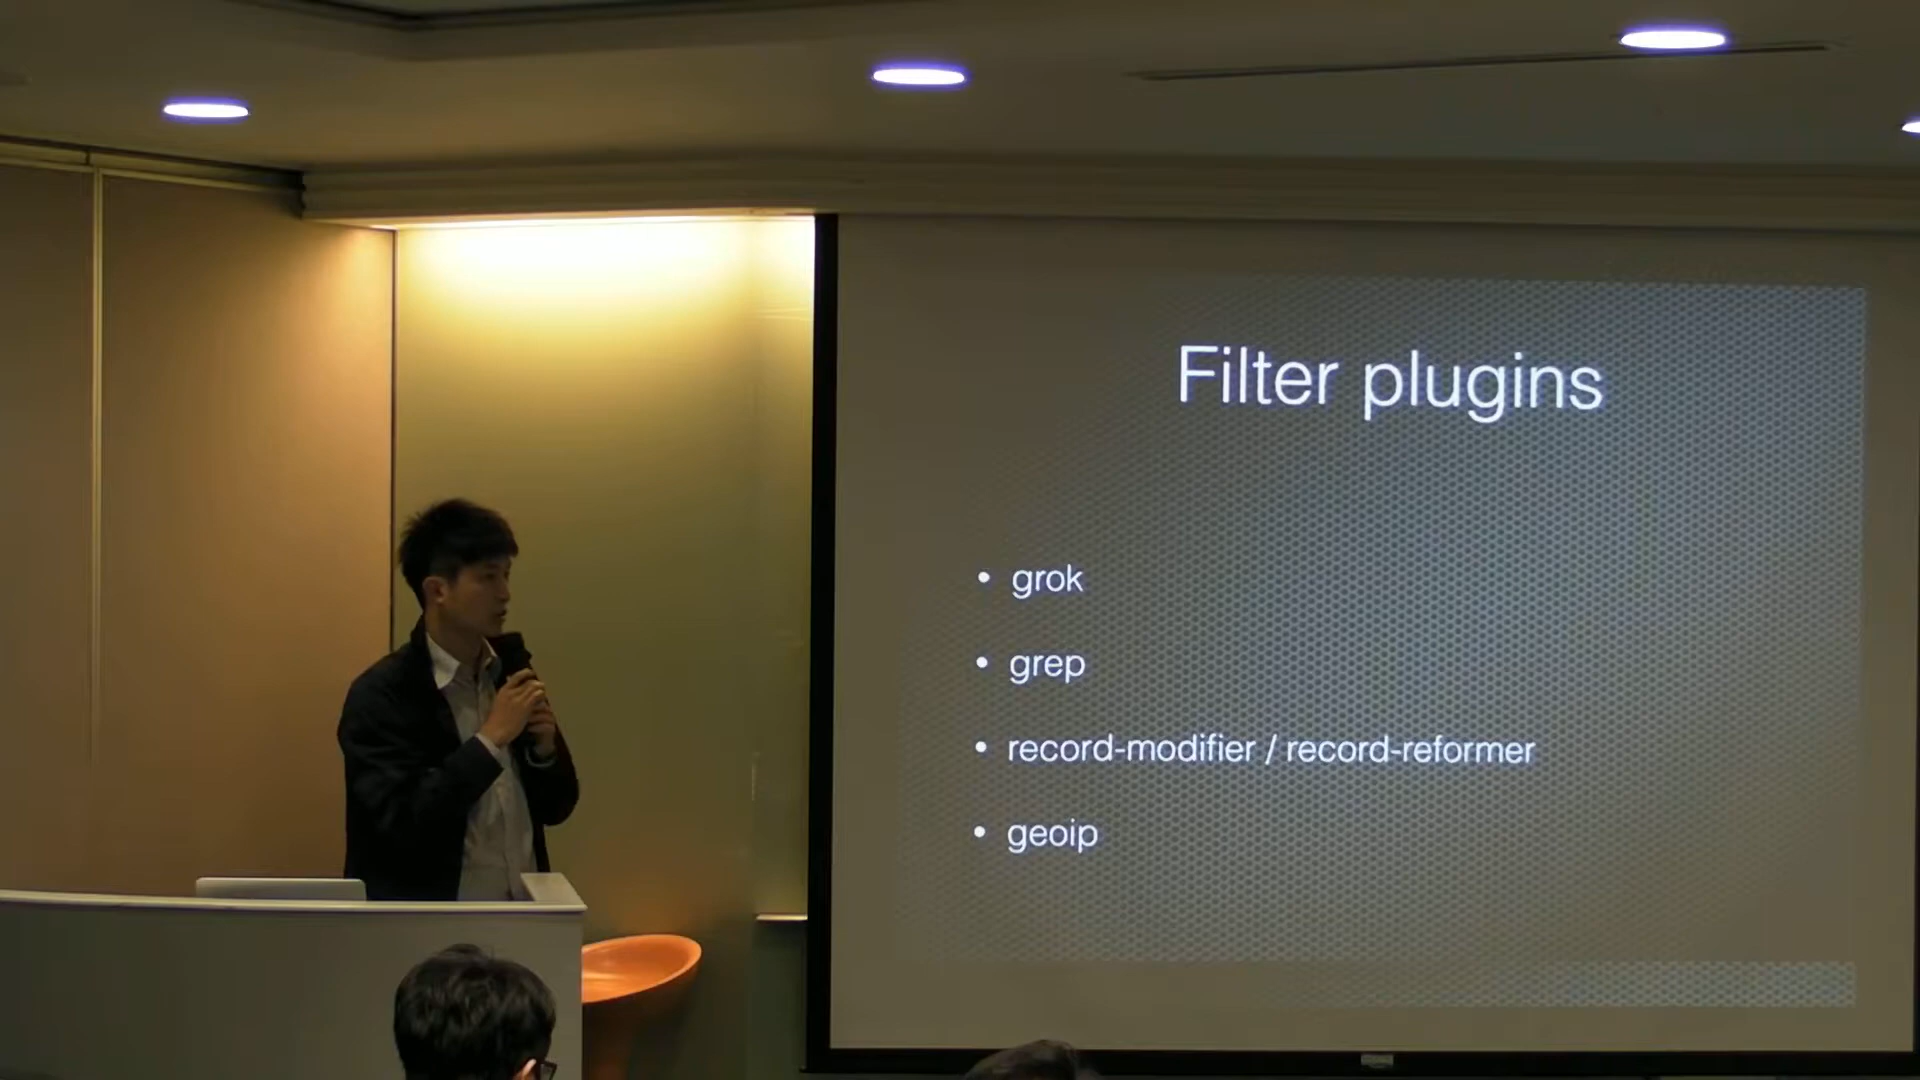 Filter plugins
• grok
• grep
• record-modifier / record-reformer
• geoip